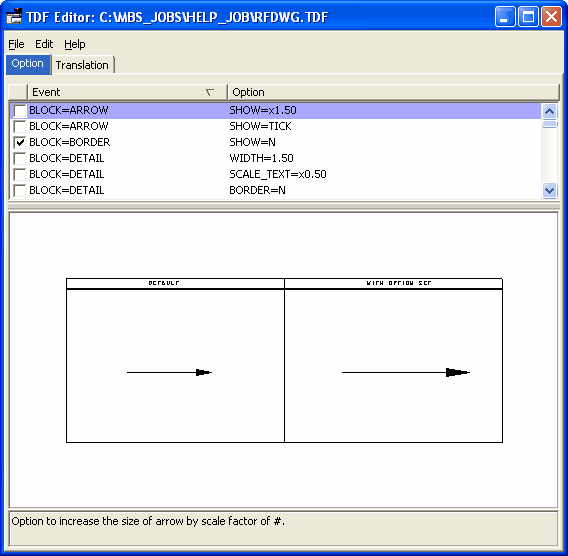 TDF Editor: C:\MBS_JOBS\HELP_JOB\RFDWG.TDF
File Edit Help
Option Translation
Event Option
BLOCK=ARROW SHOW=x1.50
BLOCK=ARROW SHOW=TICK
BLOCK=BORDER SHOW=N
BLOCK=DETAIL WIDTH=1.50
BLOCK=DETAIL SCALE_TEXT=x0.50
BLOCK=DETAIL BORDER=N
DEFAULT WITH OPTION SET
Option to increase the size of arrow by scale factor of #.